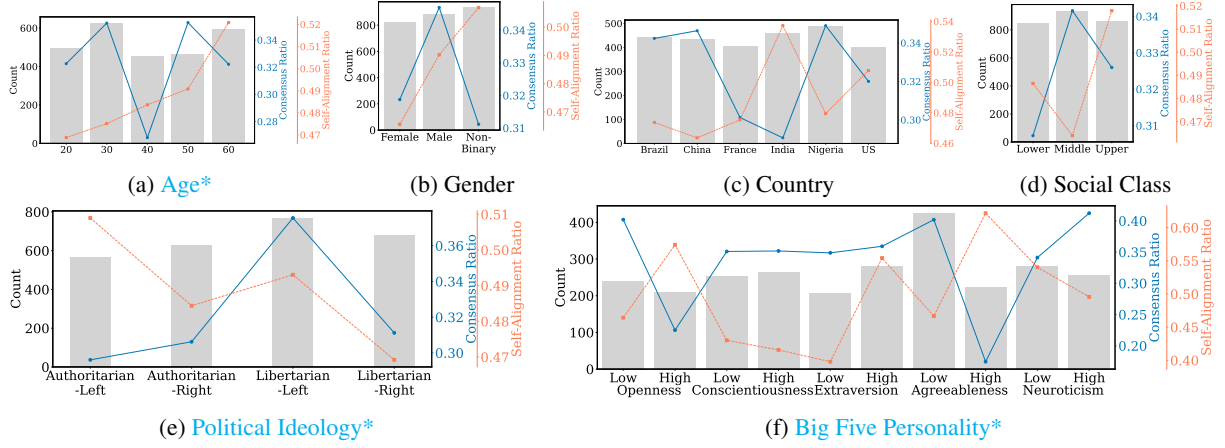 Count
600
400
200
0
20 30 40 50 60
0.34
0.32
0.30
0.28
Consensus Ratio
0.52
0.51
0.50
0.49
0.48
0.47
Self-Alignment Ratio
(a) Age*
800
600
400
200
0
Female Male Non-
Binary
0.34
0.33
0.32
0.31
Consensus Ratio
0.50
0.49
0.48
0.47
Self-Alignment Ratio
(b) Gender
Count
500
400
300
200
100
0
Brazil China France India Nigeria US
0.34
0.32
0.30
Consensus Ratio
0.54
0.52
0.50
0.48
0.46
Self-Alignment Ratio
(c) Country
Count
800
600
400
200
0
Lower Middle Upper
0.34
0.33
0.32
0.31
Consensus Ratio
0.51
0.50
0.49
0.48
0.47
Self-Alignment Ratio
(d) Social Class
Count
800
600
400
200
0
Authoritarian Authoritarian Libertarian Libertarian
-Left -Right -Left -Right
0.36
0.34
0.32
0.30
Consensus Ratio
0.51
0.50
0.49
0.48
0.47
Self-Alignment Ratio
(e) Political Ideology*
Count
400
300
200
100
0
Low High Low High Low High Low High Low High
Openness Conscientiousness Extraversion Agreeableness Neuroticism
0.40
0.35
0.30
0.25
0.20
Consensus Ratio
0.60
0.55
0.50
0.45
0.40
Self-Alignment Ratio
(f) Big Five Personality*